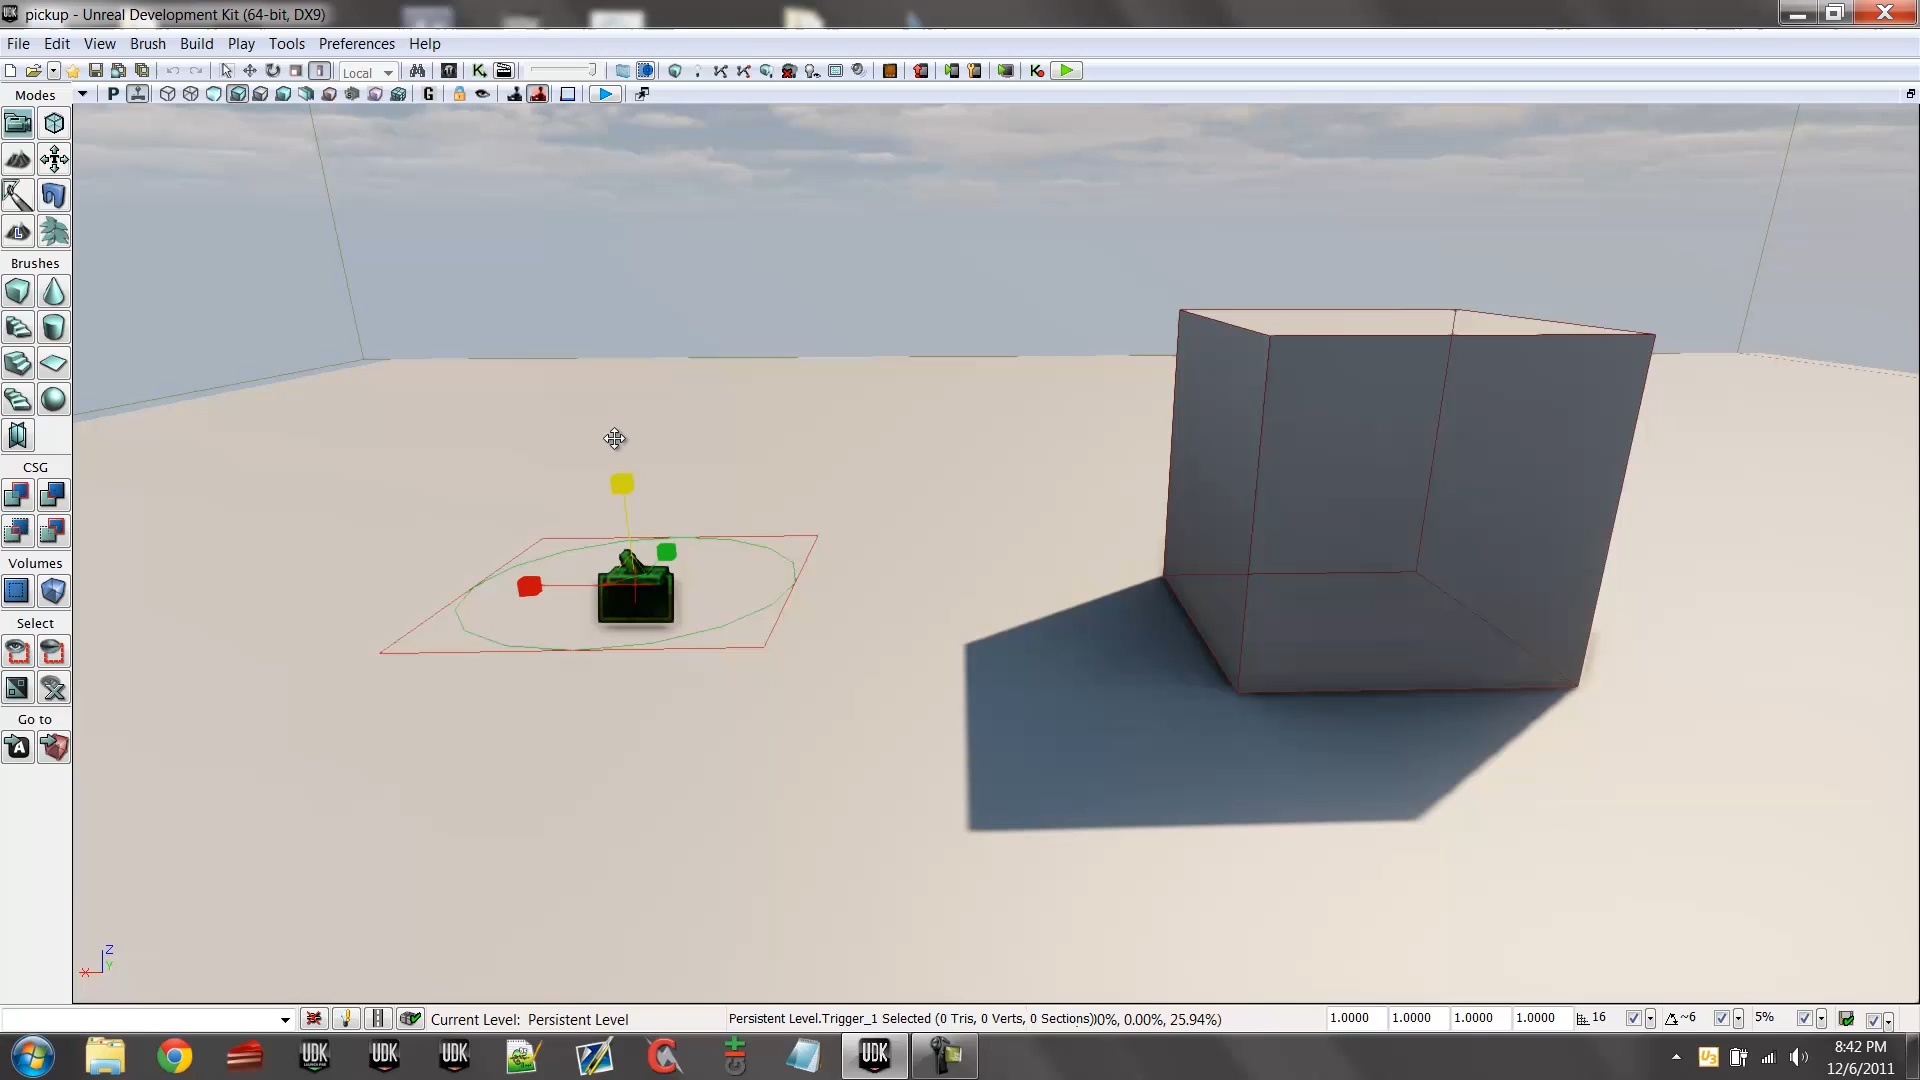 pickup - Unreal Development Kit (64-bit, DX9)
File Edit View Brush Build Play Tools Preferences Help
Local
Modes
P G
Brushes
CSG
Volumes
Select
Go to
Z
X Y
Current Level: Persistent Level
Persistent Level.Trigger_1 Selected (0 Tris, 0 Verts, 0 Sections)
0%, 0.00%, 25.94%)
1.0000 1.0000 1.0000 1.0000 16 ~6 5%
UDK UDK UDK git UDK
8:42 PM
12/6/2011